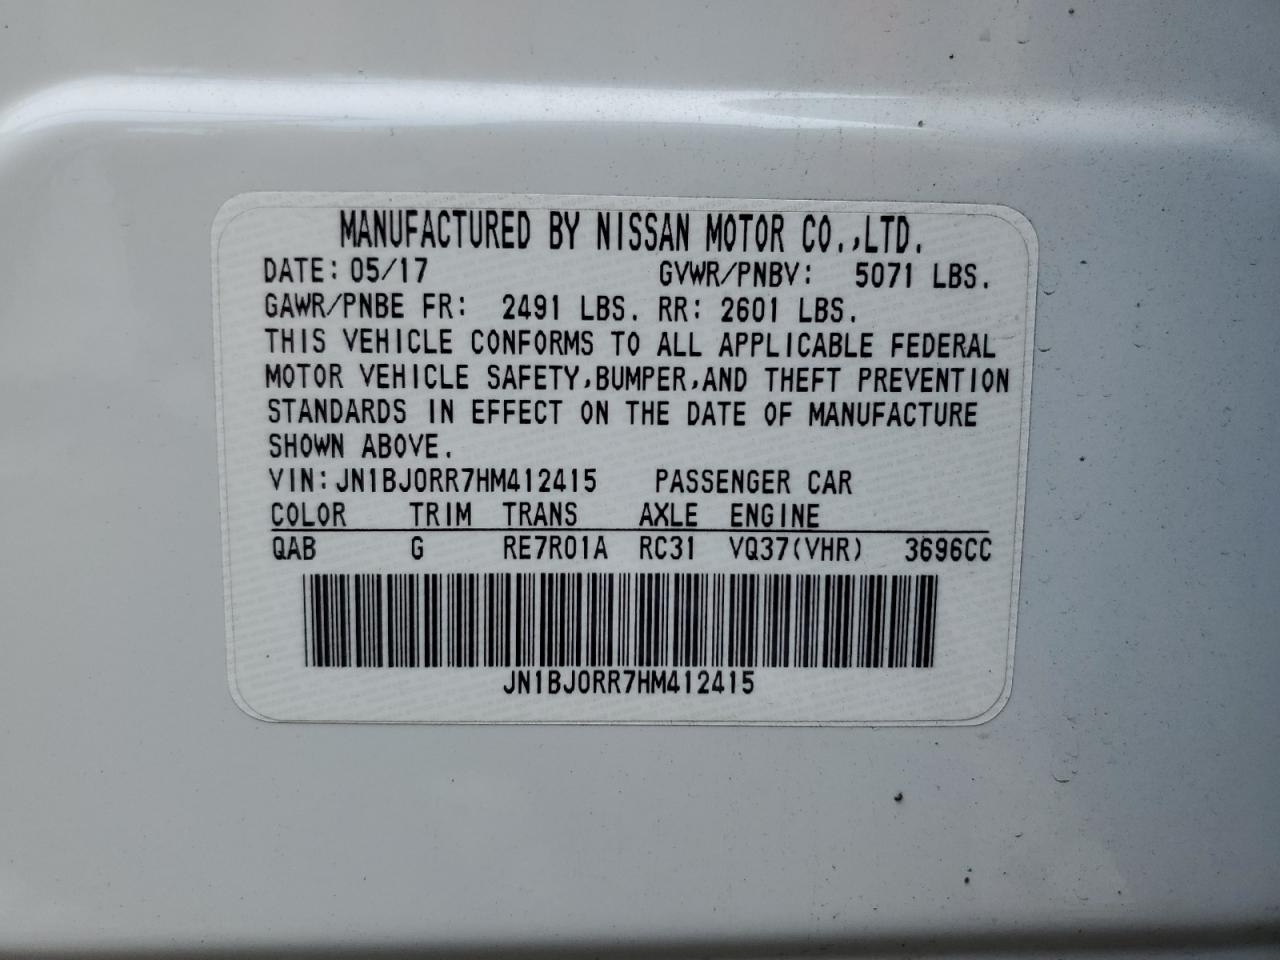 MANUFACTURED BY NISSAN MOTOR CO.,LTD.
DATE: 05/17 GVWR/PNBV: 5071 LBS.
GAWR/PNBE FR: 2491 LBS. RR: 2601 LBS.
THIS VEHICLE CONFORMS TO ALL APPLICABLE FEDERAL
MOTOR VEHICLE SAFETY,BUMPER,AND THEFT PREVENTION
STANDARDS IN EFFECT ON THE DATE OF MANUFACTURE
SHOWN ABOVE.
VIN: JN1BJ0RR7HM412415 PASSENGER CAR
COLOR TRIM TRANS AXLE ENGINE
QAB G RE7R01A RC31 VQ37(VHR) 3696CC
JN1BJ0RR7HM412415